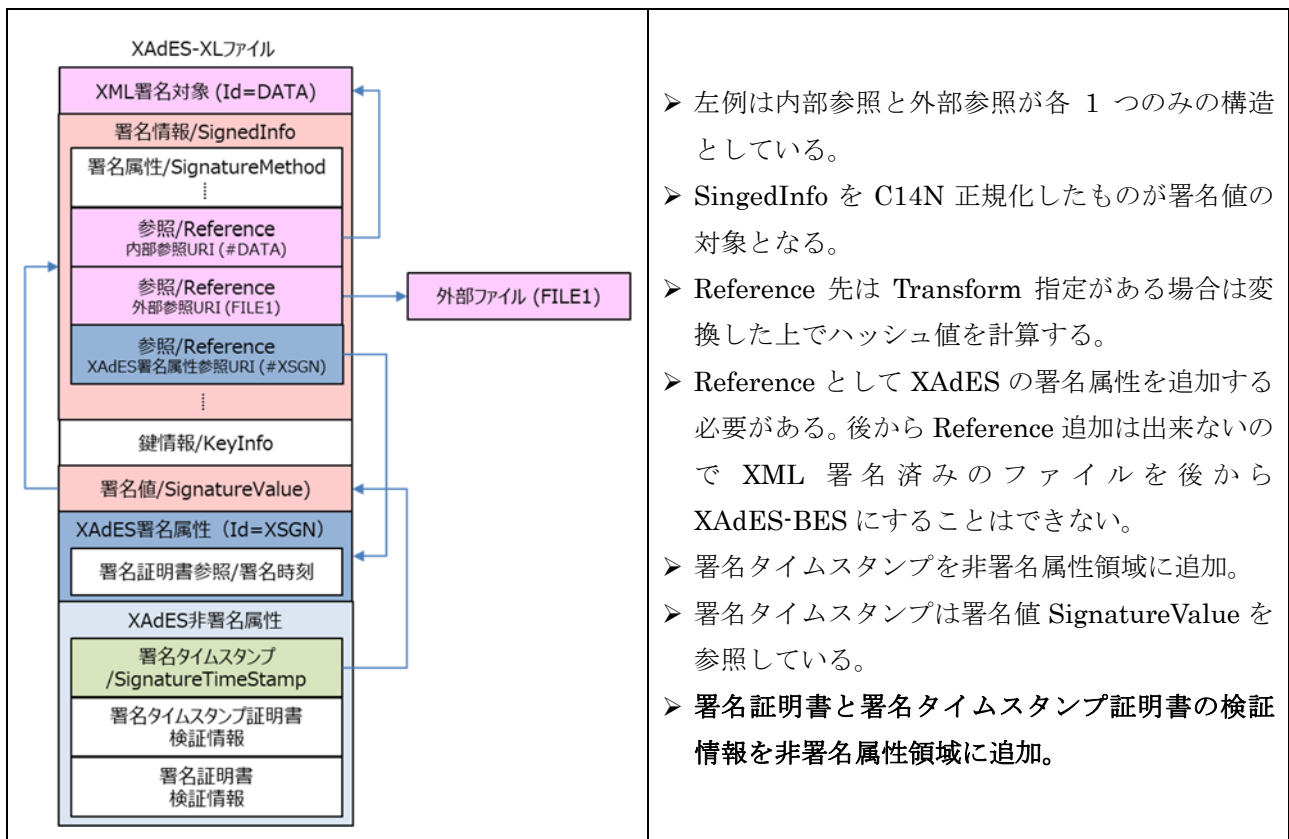 XAdES-XLファイル
XML署名対象 (Id=DATA)
署名情報/SignedInfo
署名属性/SignatureMethod
⋮
参照/Reference
内部参照URI (#DATA)
参照/Reference
外部参照URI (FILE1)
参照/Reference
XAdES署名属性参照URI (#XSGN)
⋮
鍵情報/KeyInfo
署名値/SignatureValue)
XAdES署名属性（Id=XSGN）
署名証明書参照/署名時刻
XAdES非署名属性
署名タイムスタンプ
/SignatureTimeStamp
署名タイムスタンプ証明書
検証情報
署名証明書
検証情報
外部ファイル (FILE1)
➢ 左例は内部参照と外部参照が各 1 つのみの構造
としている。
➢ SingedInfo を C14N 正規化したものが署名値の
対象となる。
➢ Reference 先は Transform 指定がある場合は変
換した上でハッシュ値を計算する。
➢ Reference として XAdES の署名属性を追加する
必要がある。後から Reference 追加は出来ないの
で XML 署名済みのファイルを後から
XAdES-BES にすることはできない。
➢ 署名タイムスタンプを非署名属性領域に追加。
➢ 署名タイムスタンプは署名値 SignatureValue を
参照している。
➢ 署名証明書と署名タイムスタンプ証明書の検証
情報を非署名属性領域に追加。